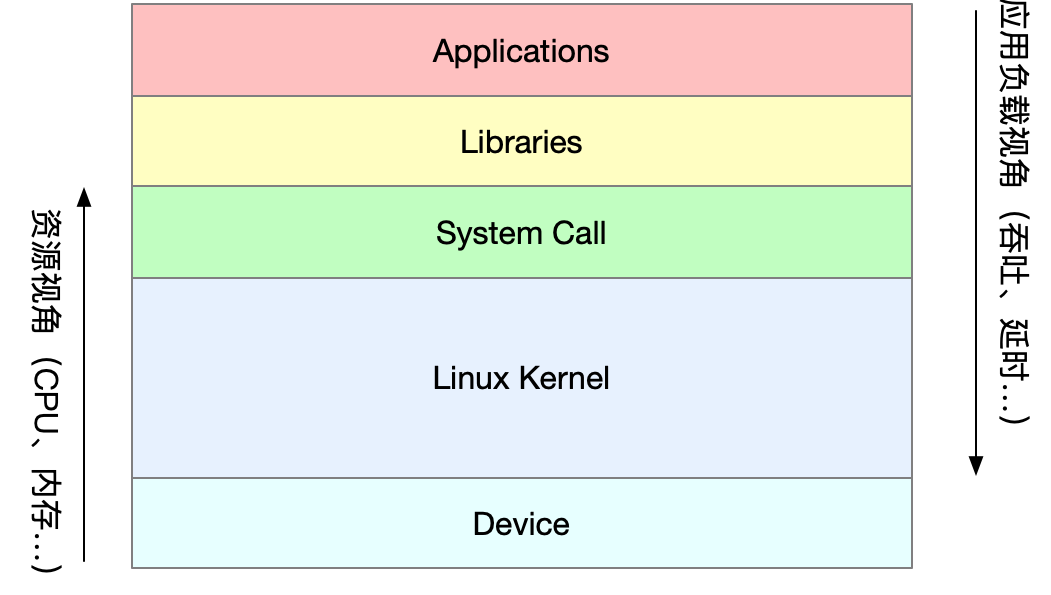 Applications
Libraries
System Call
Linux Kernel
Device
资源视角（CPU、内存…）
应用负载视角（吞吐、延时…）